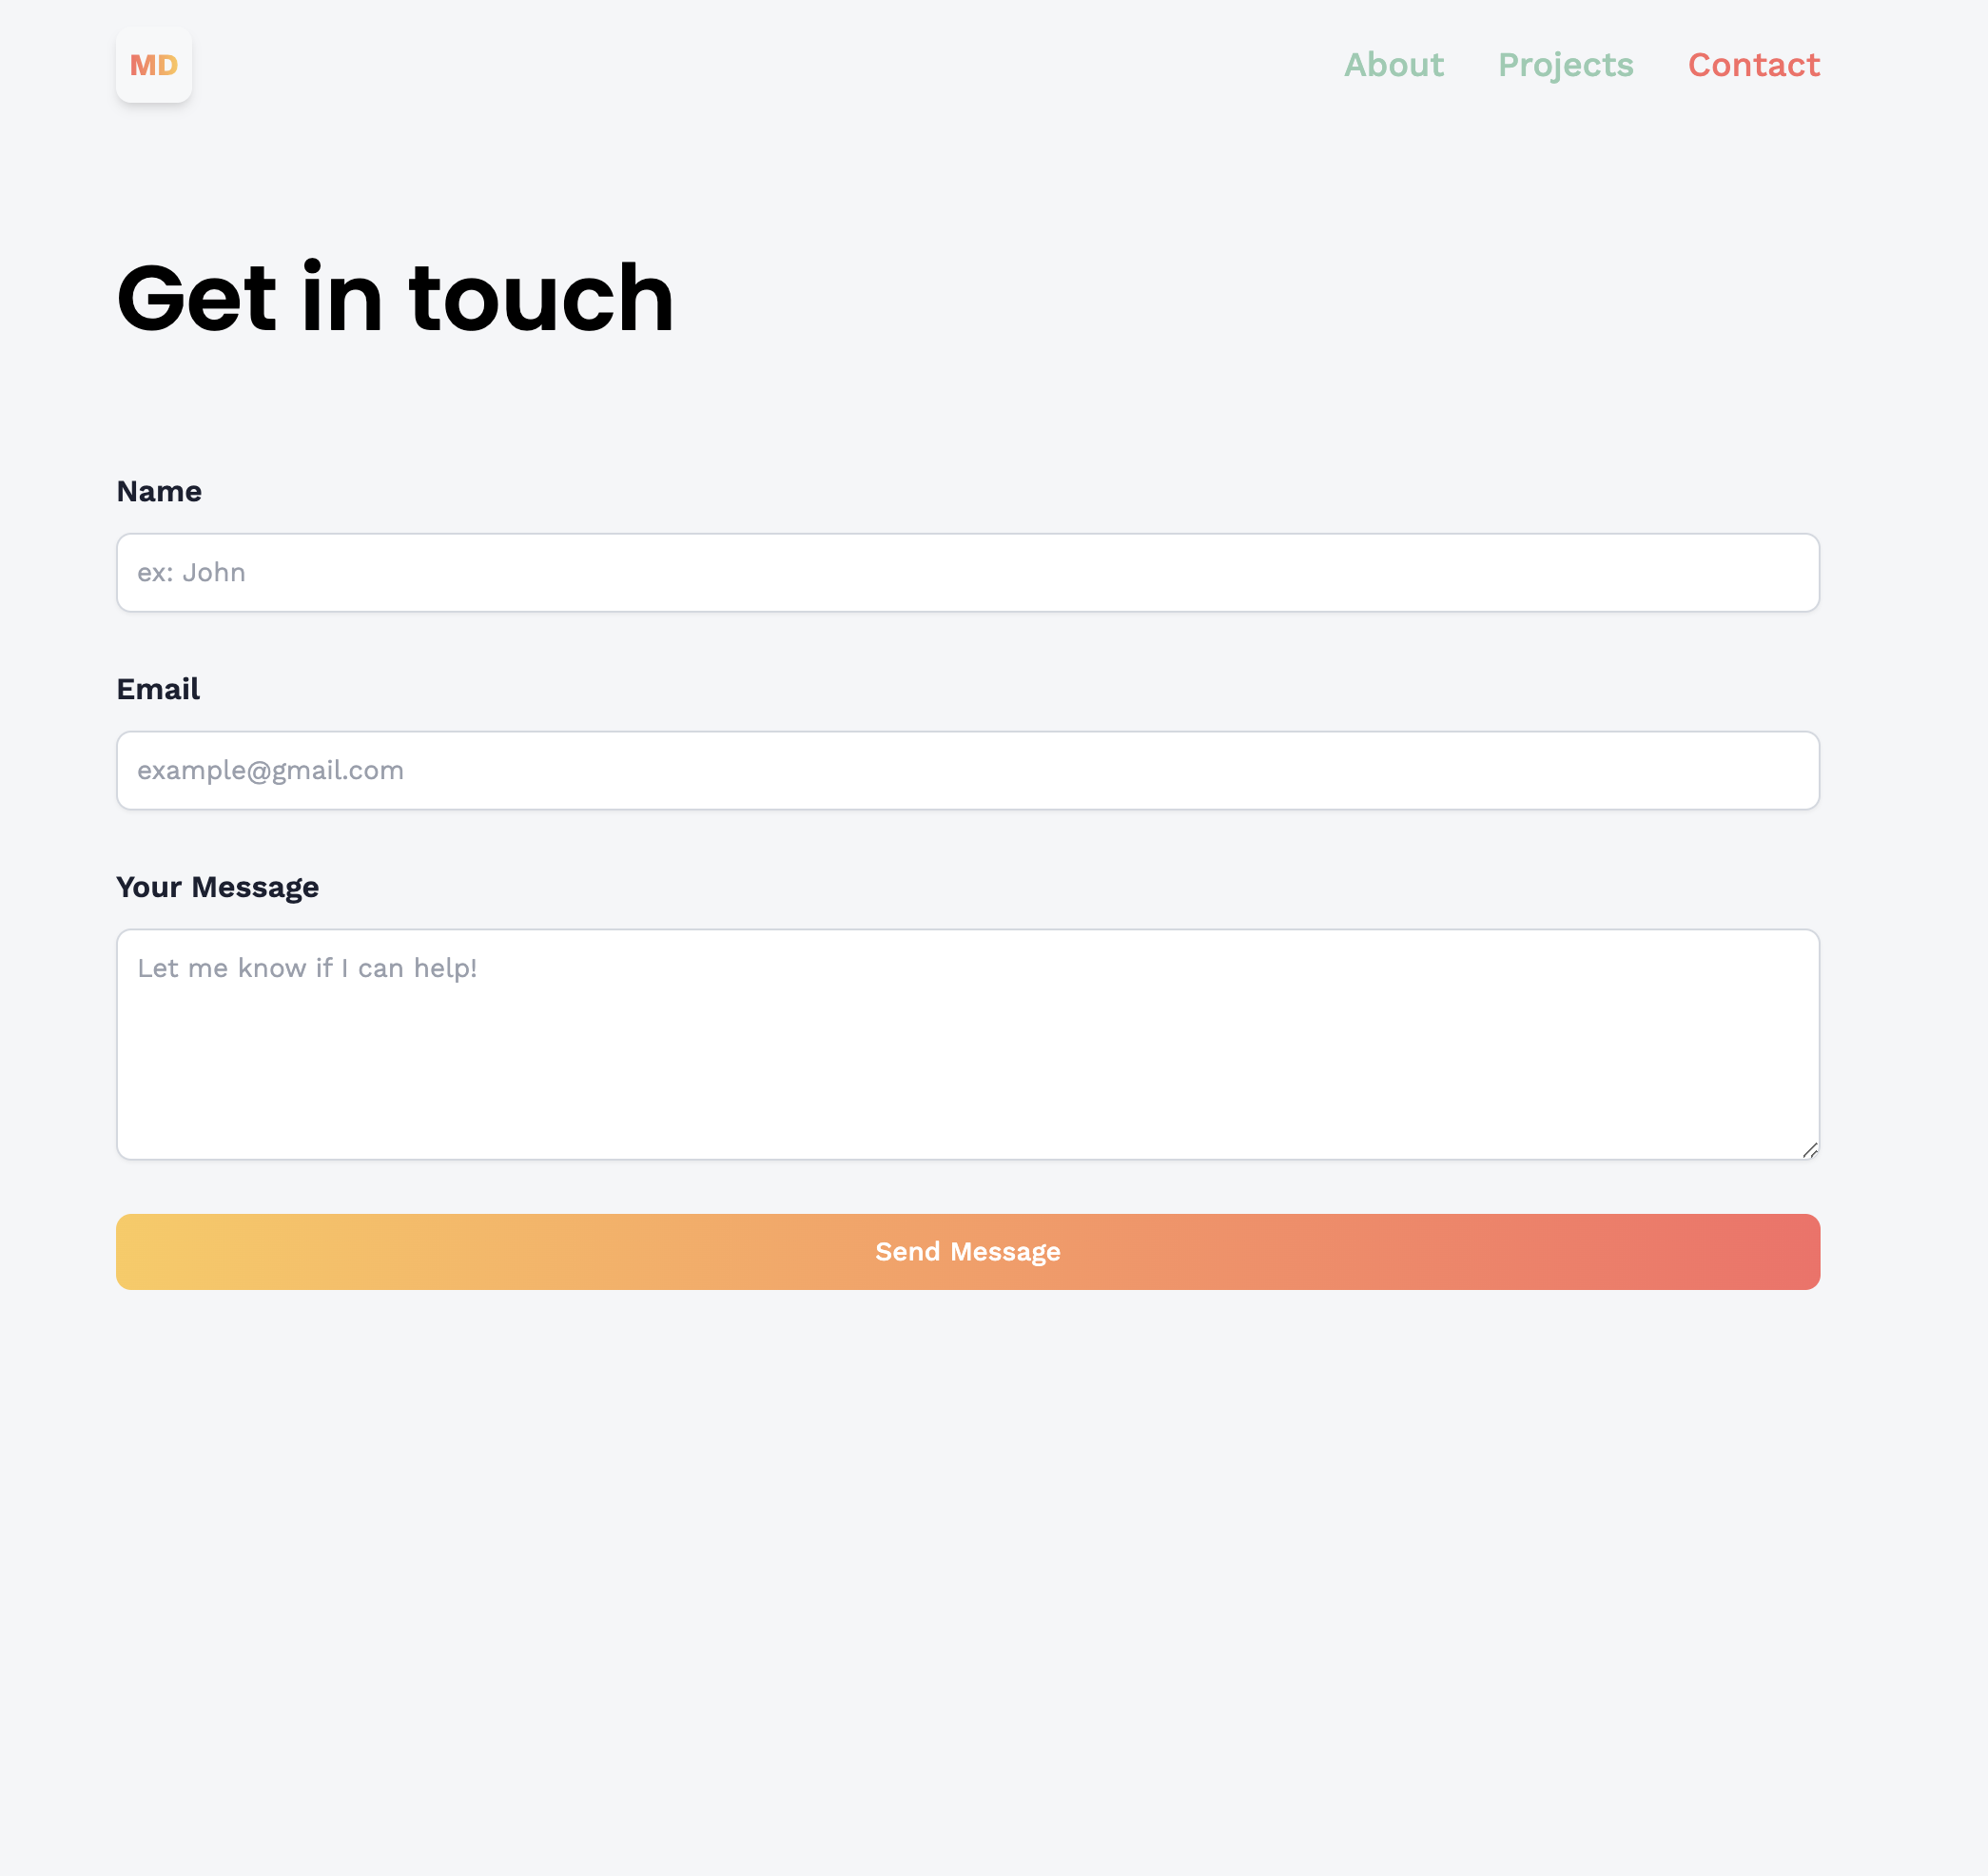 MD
About Projects Contact
Get in touch
Name
ex: John
Email
example@gmail.com
Your Message
Let me know if I can help!
Send Message